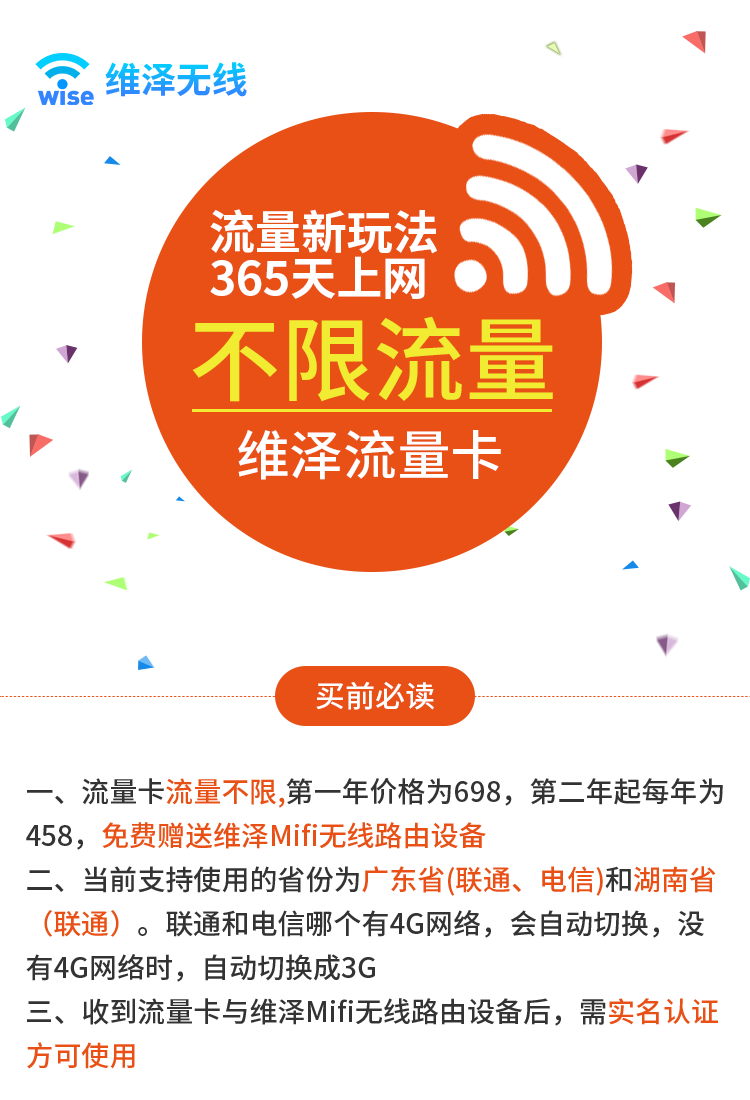 wise 维泽无线
流量新玩法
365天上网
不限流量
维泽流量卡
买前必读
一、流量卡流量不限,第一年价格为698，第二年起每年为
458，免费赠送维泽Mifi无线路由设备
二、当前支持使用的省份为广东省(联通、电信)和湖南省
（联通）。联通和电信哪个有4G网络，会自动切换，没
有4G网络时，自动切换成3G
三、收到流量卡与维泽Mifi无线路由设备后，需实名认证
方可使用